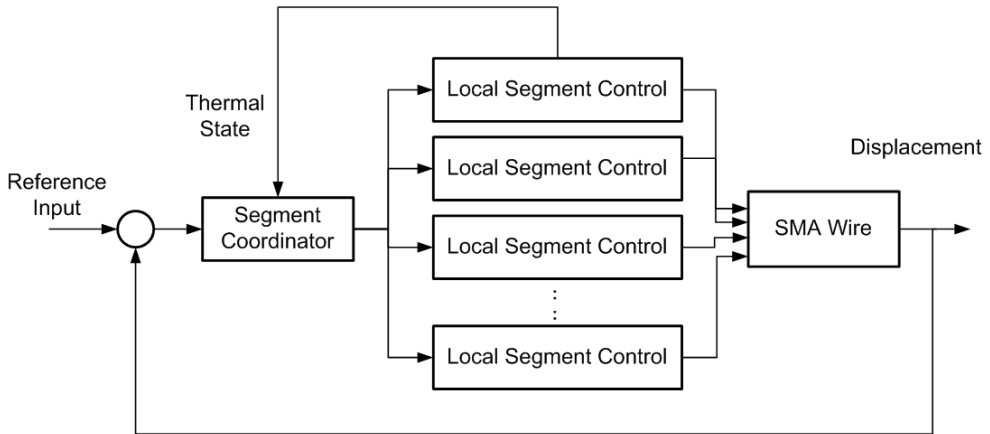 Thermal
State
Reference
Input
Segment
Coordinator
Local Segment Control
Local Segment Control
Local Segment Control
Local Segment Control
SMA Wire
Displacement